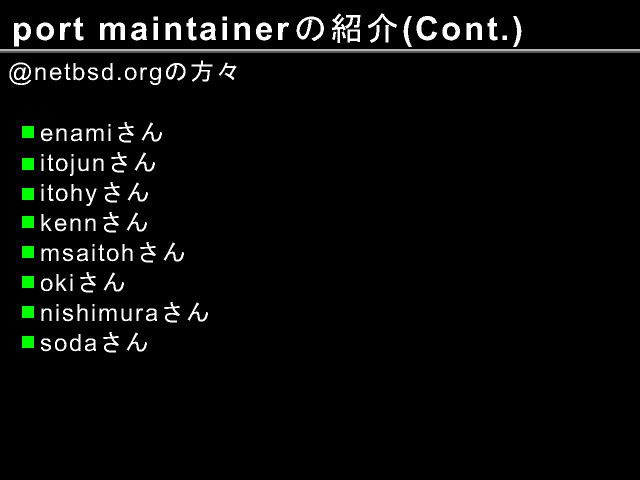 port maintainerの紹介(Cont.)
@netbsd.orgの方々
enamiさん
itojunさん
itohyさん
kennさん
msaitohさん
okiさん
nishimuraさん
sodaさん